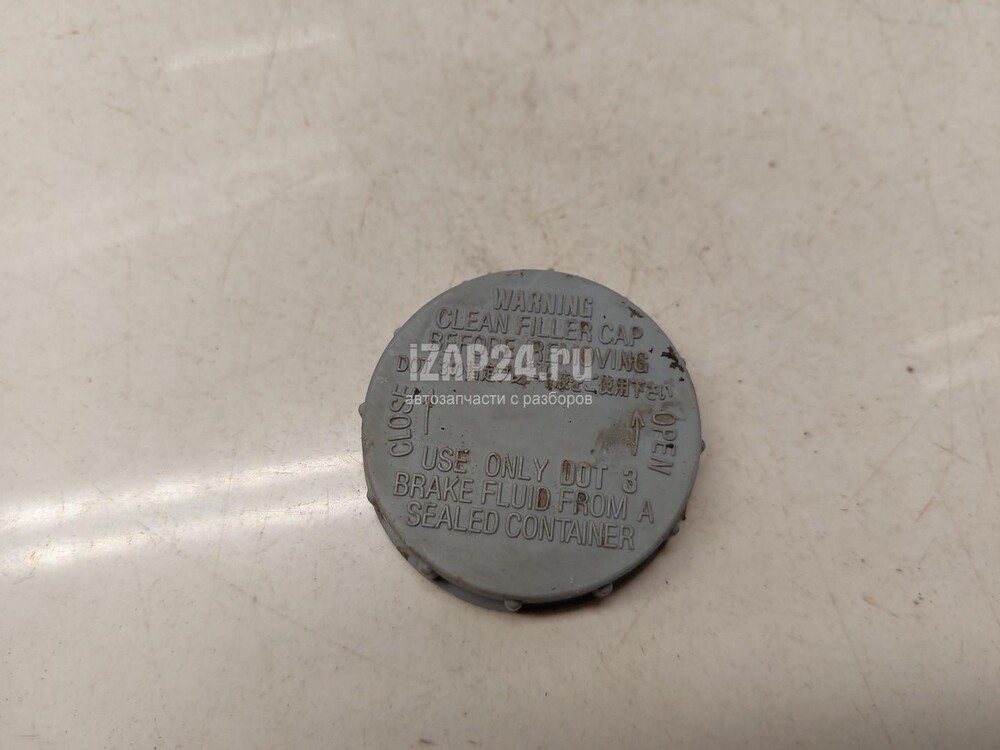 WARNING
CLEAN FILLER CAP
BEFORE REMOVING
iZAP24.ru
DOT
автозапчасти с разборов
CLOSE
OPEN
USE ONLY DOT 3
BRAKE FLUID FROM A
SEALED CONTAINER